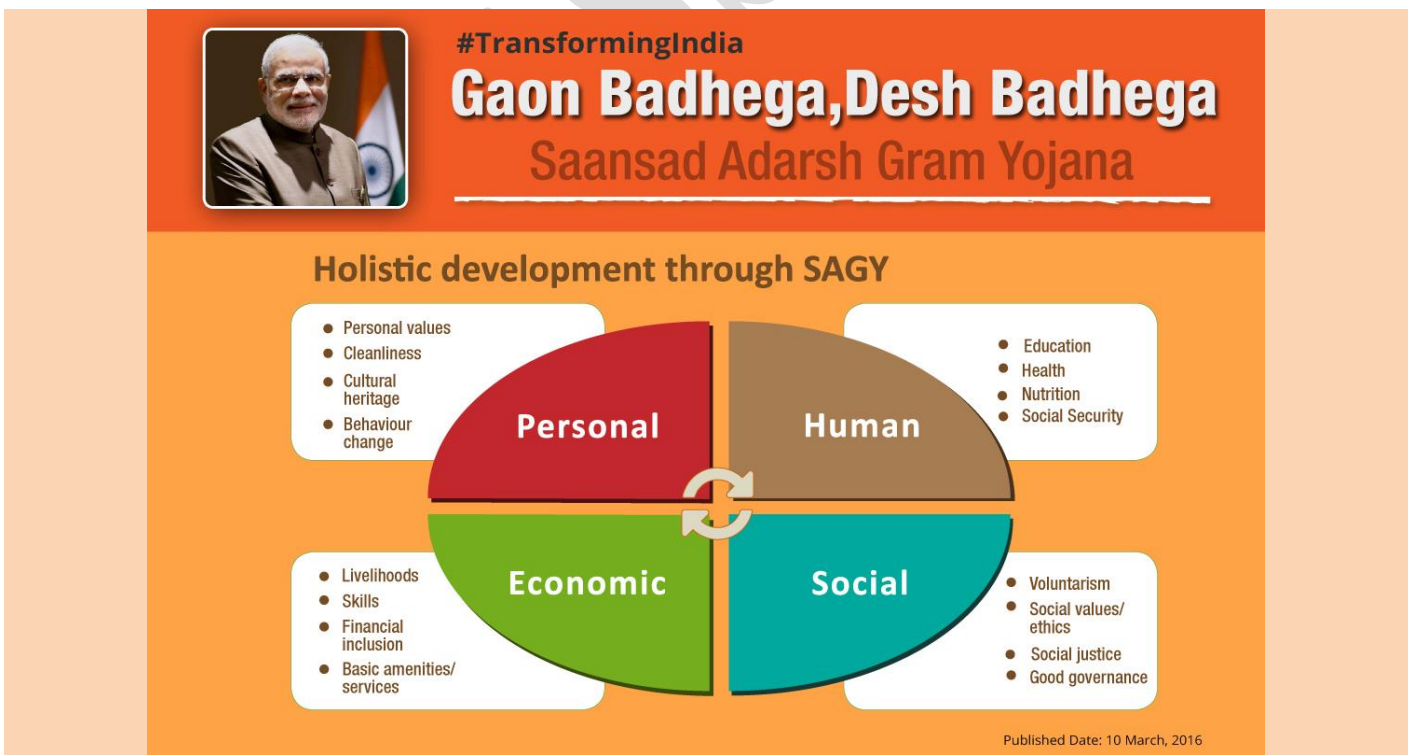 #TransformingIndia
Gaon Badhega,Desh Badhega
Saansad Adarsh Gram Yojana
Holistic development through SAGY
Personal values
Cleanliness
Cultural
heritage
Behaviour
change
Personal
Human
Education
Health
Nutrition
Social Security
Livelihoods
Skills
Financial
inclusion
Basic amenities/
services
Economic
Social
Voluntarism
Social values/
ethics
Social justice
Good governance
Published Date: 10 March, 2016